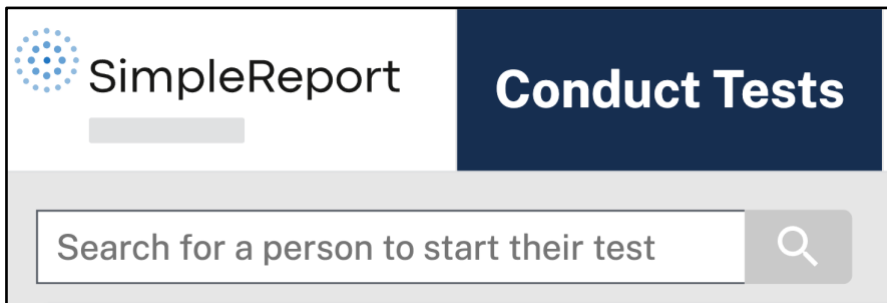 SimpleReport
Conduct Tests
Search for a person to start their test